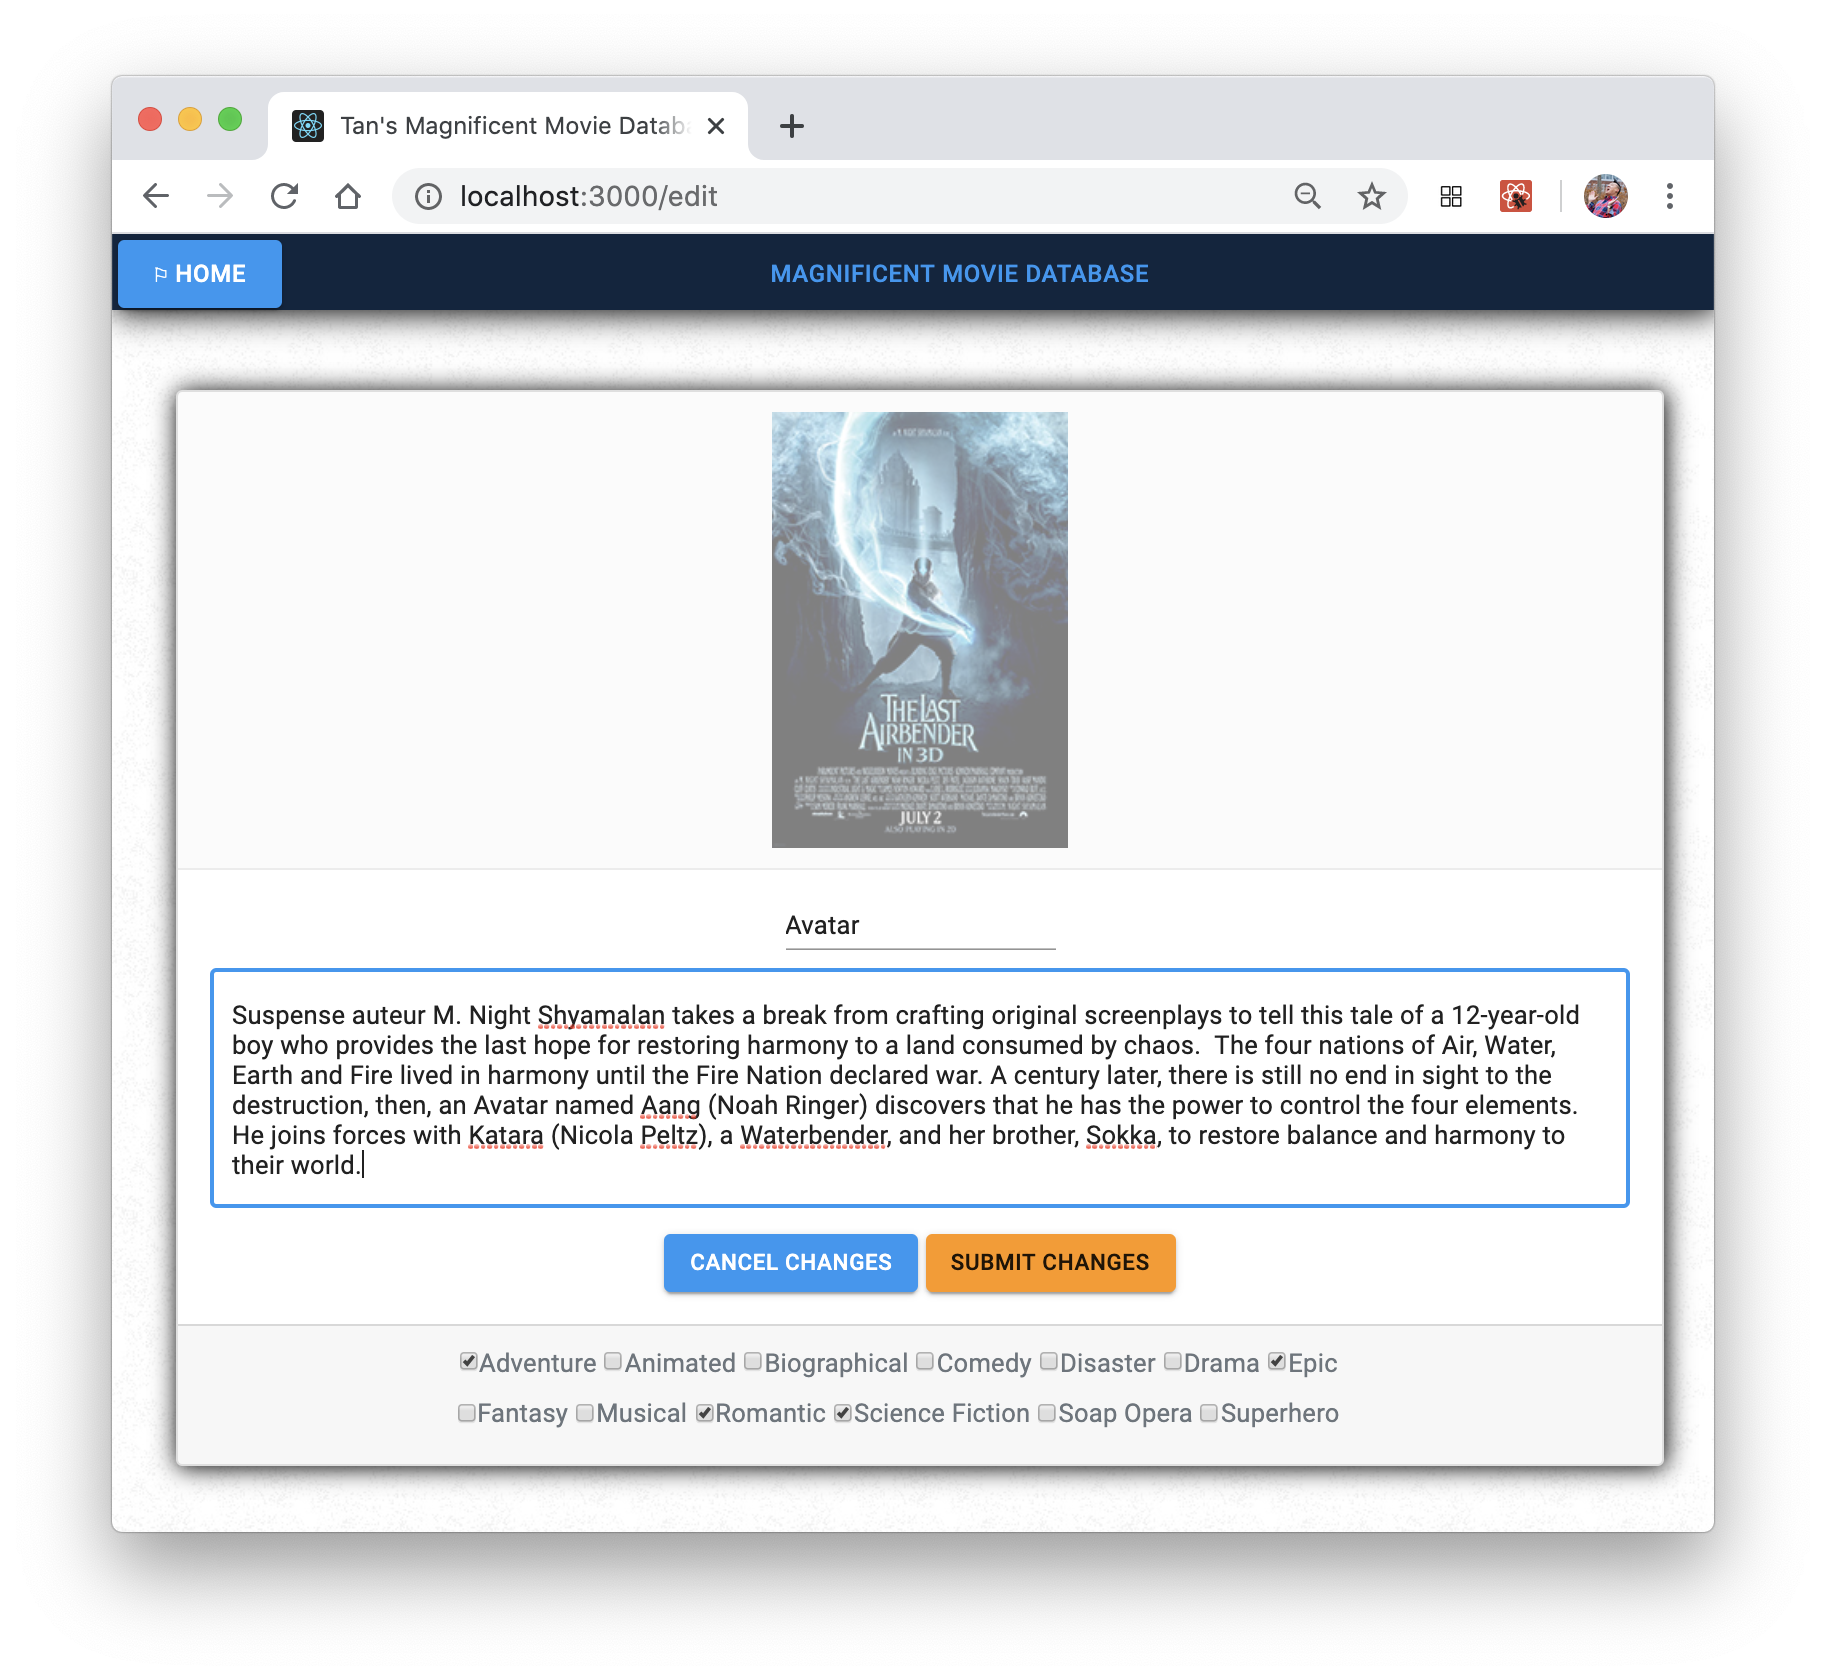 Tan's Magnificent Movie Datab
localhost:3000/edit
HOME
MAGNIFICENT MOVIE DATABASE
THE LAST
AIRBENDER
IN 3D
JULY 2
ALSO PLAYING IN 2D
Avatar
Suspense auteur M. Night Shyamalan takes a break from crafting original screenplays to tell this tale of a 12-year-old
boy who provides the last hope for restoring harmony to a land consumed by chaos.  The four nations of Air, Water,
Earth and Fire lived in harmony until the Fire Nation declared war. A century later, there is still no end in sight to the
destruction, then, an Avatar named Aang (Noah Ringer) discovers that he has the power to control the four elements.
He joins forces with Katara (Nicola Peltz), a Waterbender, and her brother, Sokka, to restore balance and harmony to
their world.
CANCEL CHANGES SUBMIT CHANGES
Adventure Animated Biographical Comedy Disaster Drama Epic
Fantasy Musical Romantic Science Fiction Soap Opera Superhero